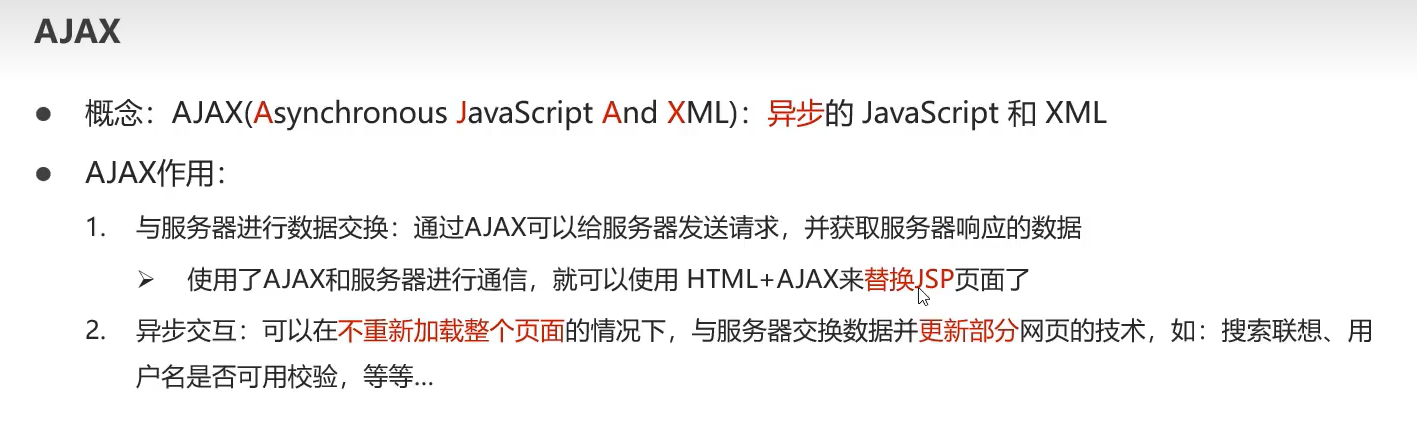 AJAX
● 概念：AJAX(Asynchronous JavaScript And XML)：异步的 JavaScript 和 XML
● AJAX作用：
1. 与服务器进行数据交换：通过AJAX可以给服务器发送请求，并获取服务器响应的数据
➢ 使用了AJAX和服务器进行通信，就可以使用 HTML+AJAX来替换JSP页面了
2. 异步交互：可以在不重新加载整个页面的情况下，与服务器交换数据并更新部分网页的技术，如：搜索联想、用
户名是否可用校验，等等...